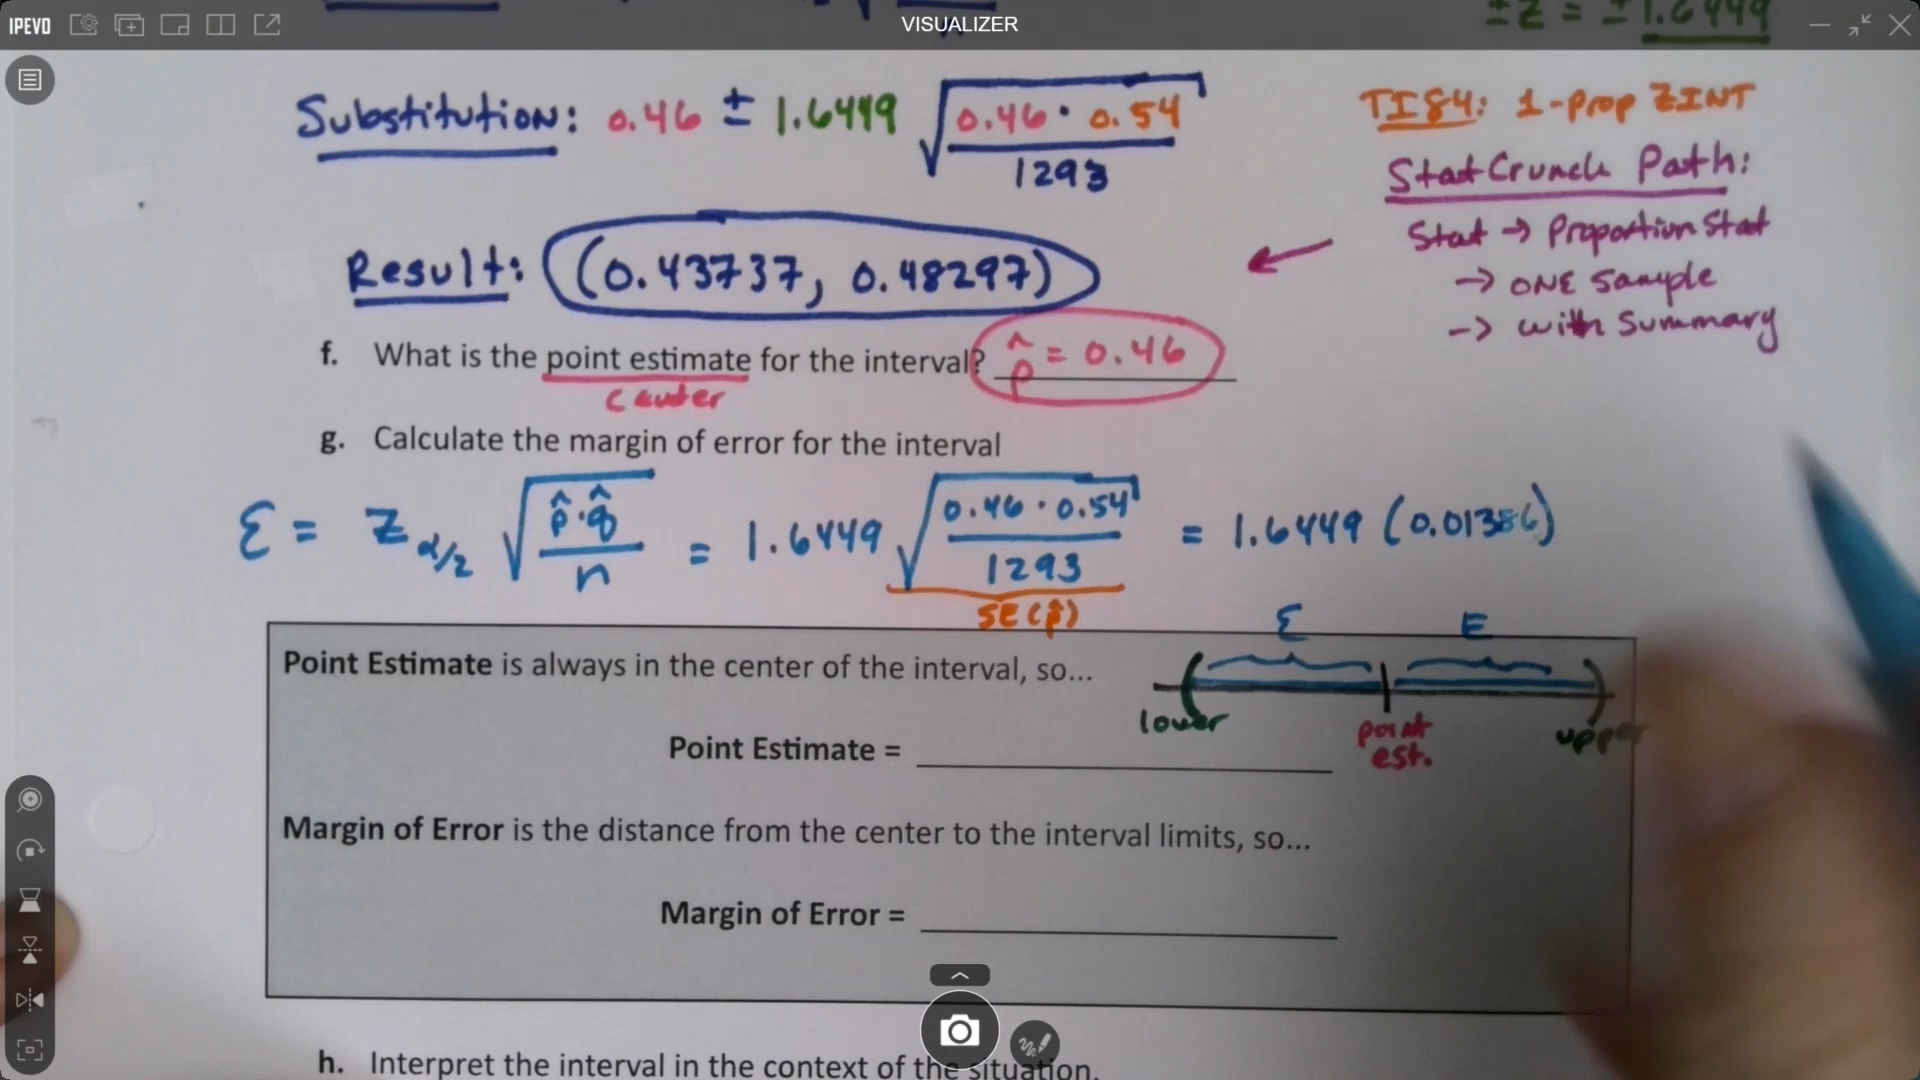 IPEVO
VISUALIZER
±Z = ±1.6449
Substitution: 0.46 ± 1.6449 √ 0.46 · 0.54
1293
TI84: 1-Prop ZINT
StatCrunch Path:
Stat → Proportion Stat
→ ONE Sample
→ with Summary
Result: (0.43737, 0.48297)
f. What is the point estimate for the interval? p̂ = 0.46
center
g. Calculate the margin of error for the interval
E = Z α/2 √ p̂·q̂ / n = 1.6449 √ 0.46 · 0.54 / 1293 = 1.6449 (0.01386)
SE(p̂)
E E
Point Estimate is always in the center of the interval, so...
lower point est. upper
Point Estimate =
Margin of Error is the distance from the center to the interval limits, so...
Margin of Error =
h. Interpret the interval in the context of the situation.